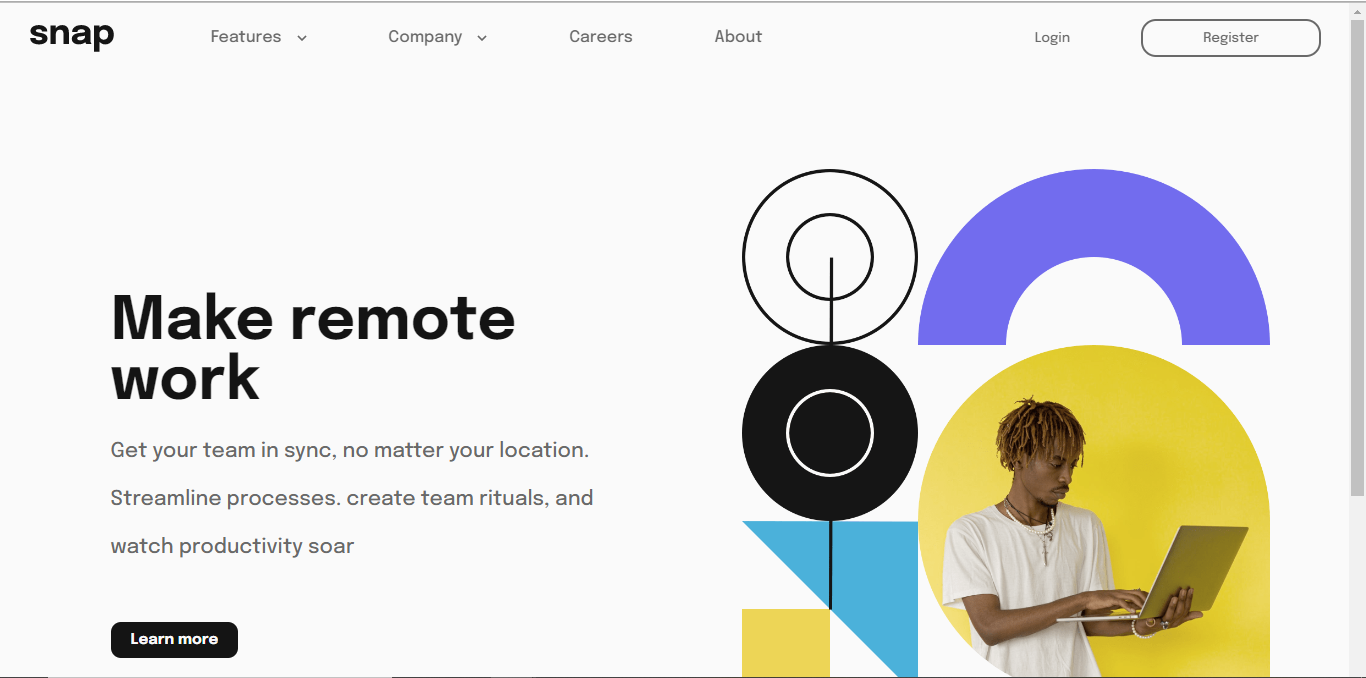 snap
Features
Company
Careers
About
Login
Register
Make remote
work
Get your team in sync, no matter your location.
Streamline processes. create team rituals, and
watch productivity soar
Learn more